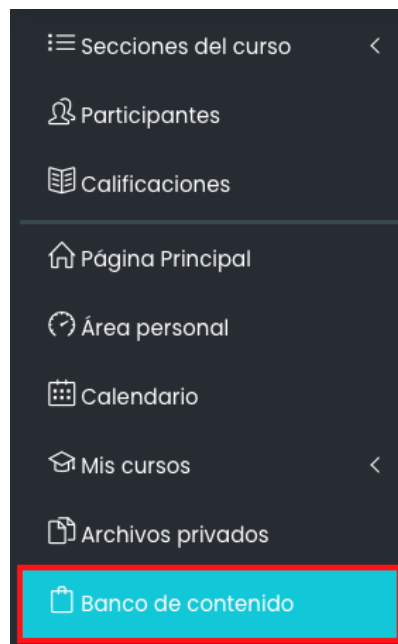 Secciones del curso
Participantes
Calificaciones
Página Principal
Área personal
Calendario
Mis cursos
Archivos privados
Banco de contenido